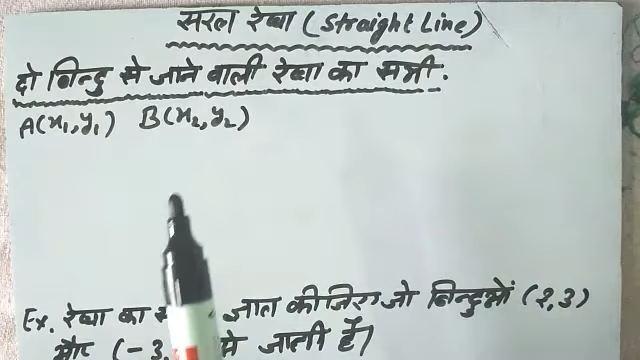 सरल रेखा (Straight Line)
दो बिन्दु से जाने वाली रेखा का समी.
A(x₁,y₁) B(x₂,y₂)
Ex. रेखा का ज्ञात कीजिए जो बिन्दुओं (2,3)
और (-3, जाती है।